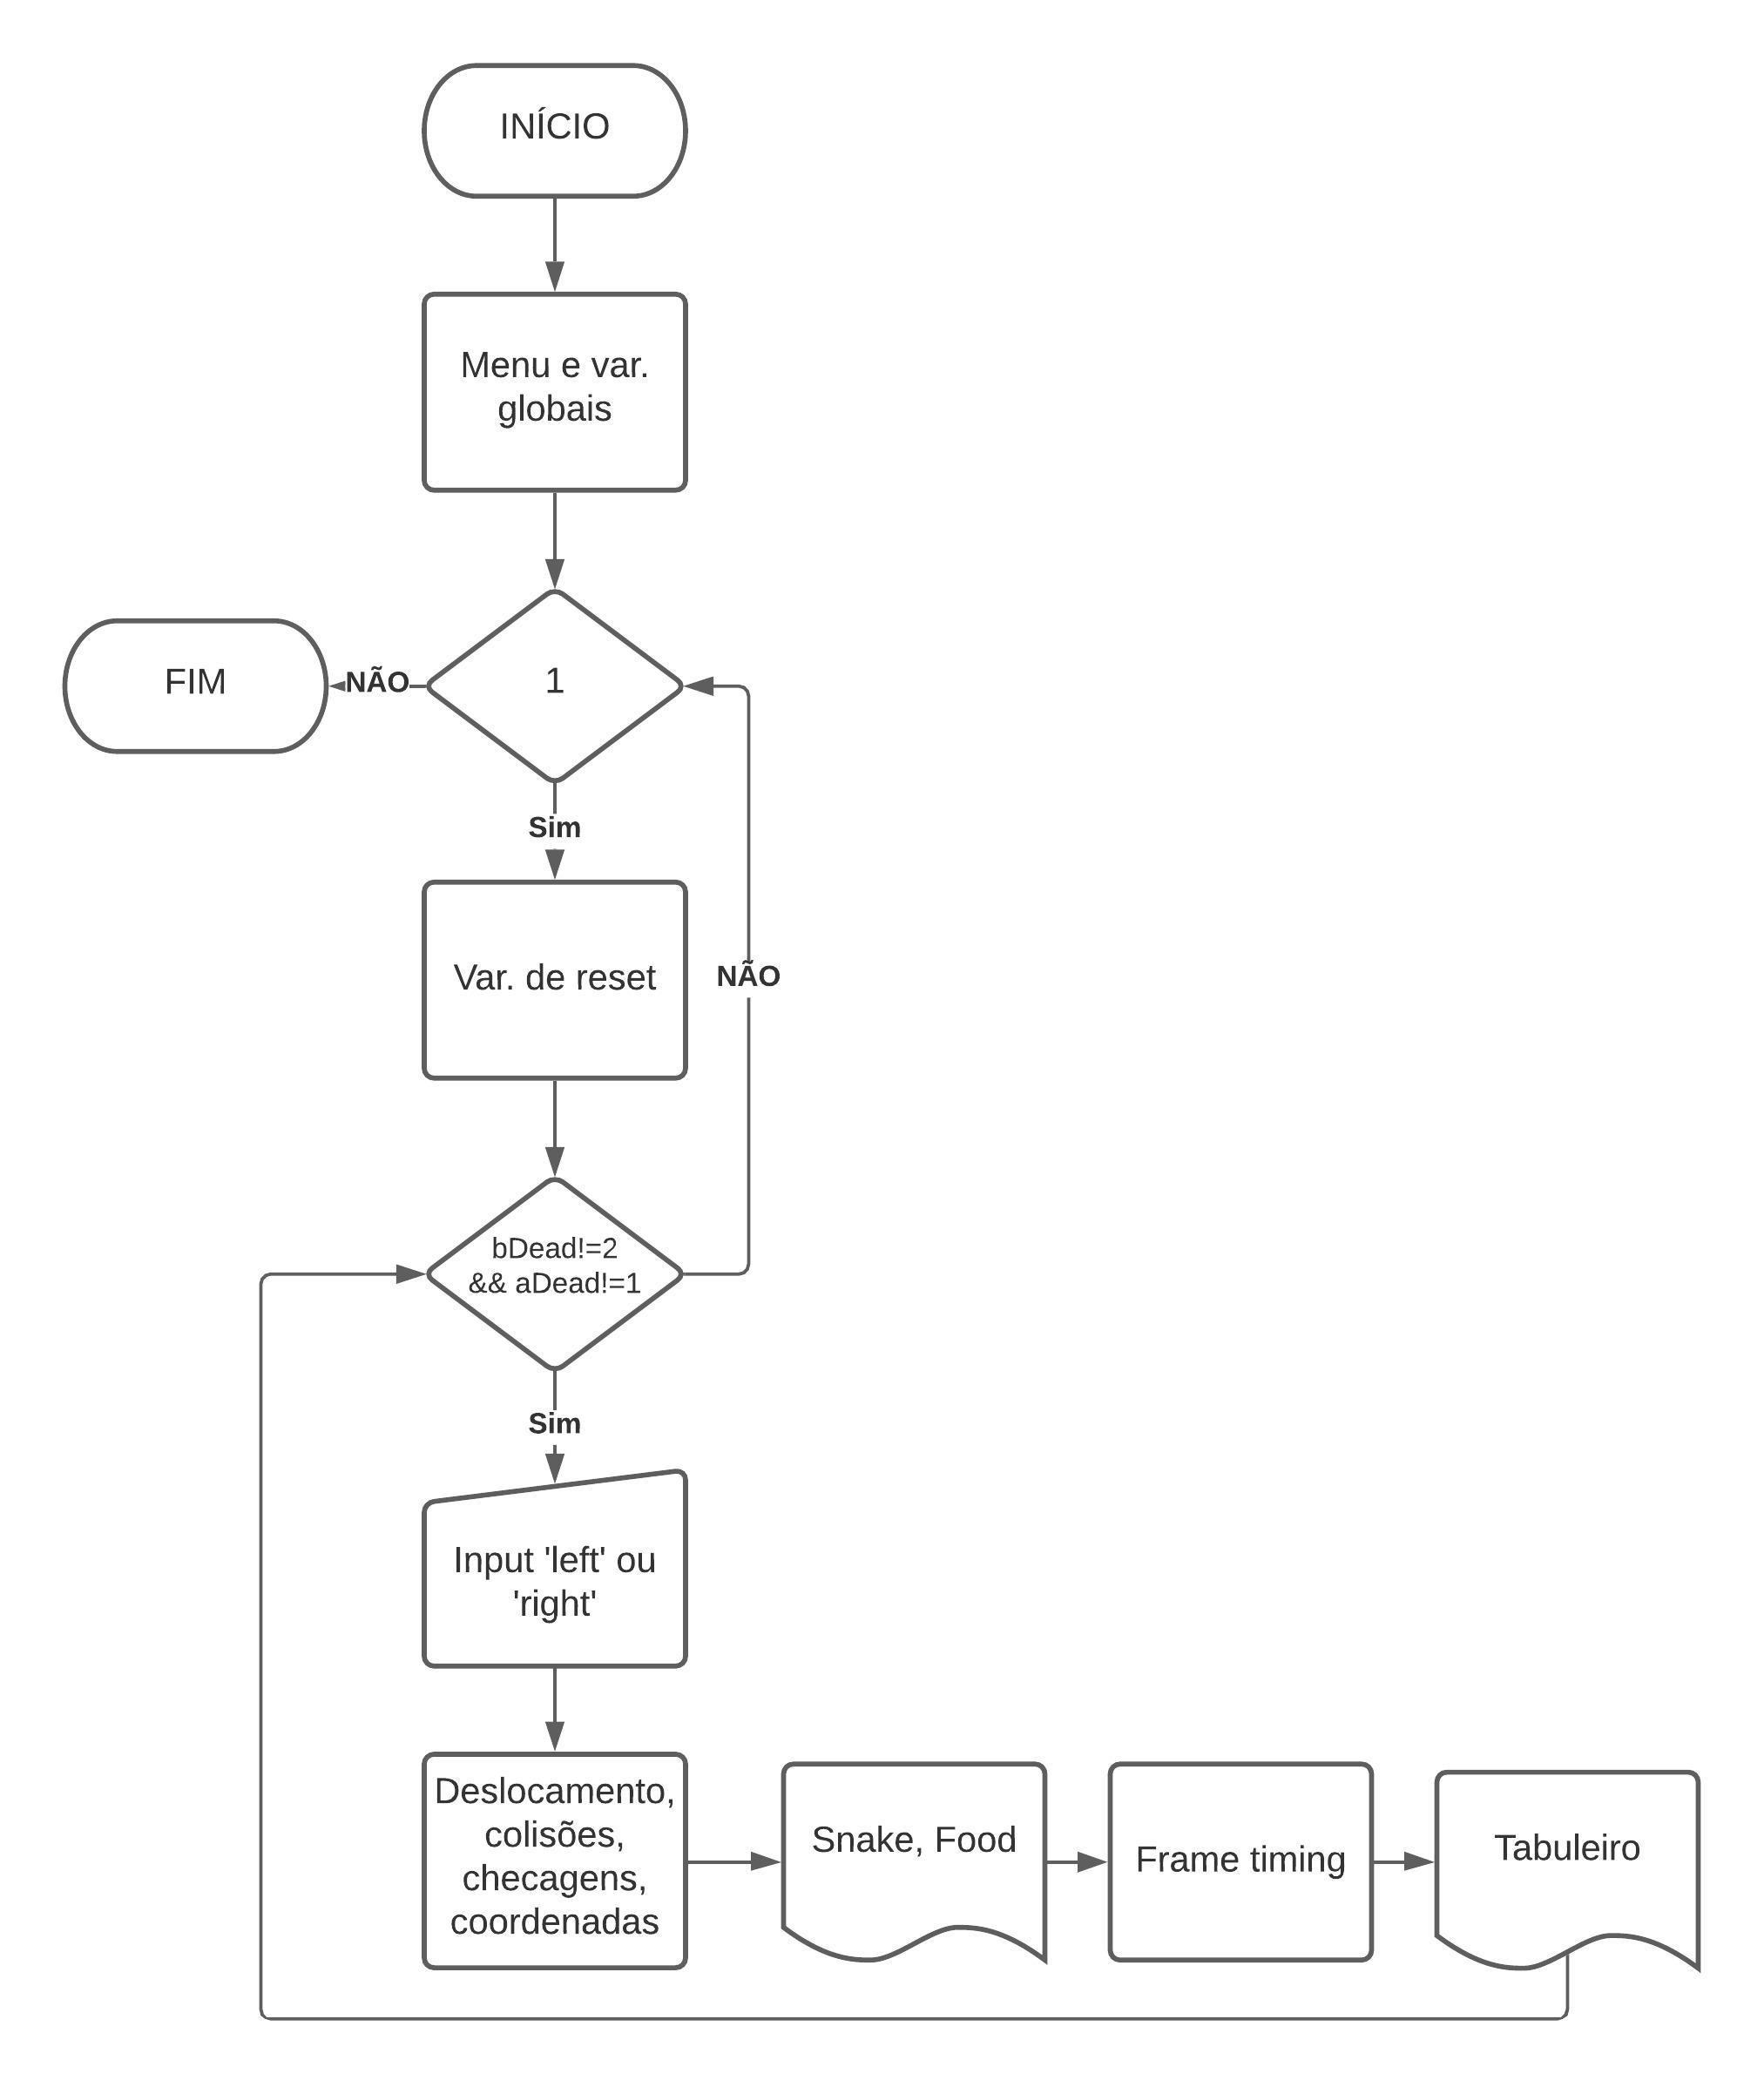 INÍCIO
Menu e var.
globais
FIM
NÃO
1
Sim
Var. de reset
NÃO
bDead!=2
&& aDead!=1
Sim
Input 'left' ou
'right'
Deslocamento,
colisões,
checagens,
coordenadas
Snake, Food
Frame timing
Tabuleiro